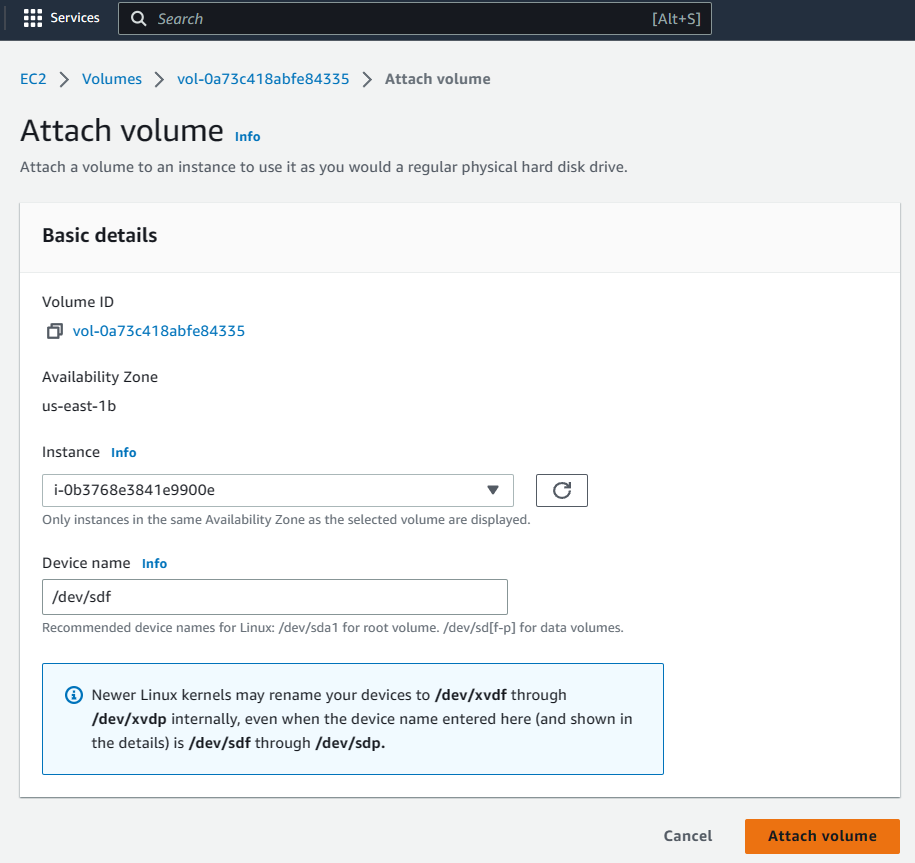 Services
Search [Alt+S]
EC2 > Volumes > vol-0a73c418abfe84335 > Attach volume
Attach volume Info
Attach a volume to an instance to use it as you would a regular physical hard disk drive.
Basic details
Volume ID
vol-0a73c418abfe84335
Availability Zone
us-east-1b
Instance Info
i-0b3768e3841e9900e
Only instances in the same Availability Zone as the selected volume are displayed.
Device name Info
/dev/sdf
Recommended device names for Linux: /dev/sda1 for root volume. /dev/sd[f-p] for data volumes.
Newer Linux kernels may rename your devices to /dev/xvdf through
/dev/xvdp internally, even when the device name entered here (and shown in
the details) is /dev/sdf through /dev/sdp.
Cancel Attach volume